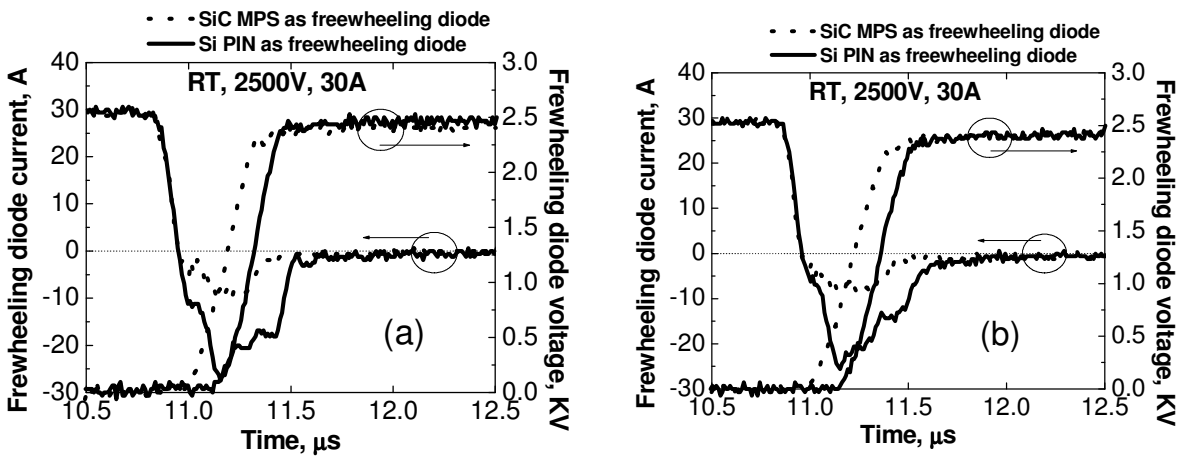 SiC MPS as freewheeling diode
Si PIN as freewheeling diode
RT, 2500V, 30A
Frewheeling diode current, A
40
30
20
10
0
-10
-20
-30
3.0
2.5
2.0
1.5
1.0
0.5
0.0
Frewheeling diode voltage, KV
(a)
10.5 11.0 11.5 12.0 12.5
Time, μs
SiC MPS as freewheeling diode
Si PIN as freewheeling diode
RT, 2500V, 30A
Frewheeling diode current, A
40
30
20
10
0
-10
-20
-30
3.0
2.5
2.0
1.5
1.0
0.5
0.0
Frewheeling diode voltage, KV
(b)
10.5 11.0 11.5 12.0 12.5
Time, μs